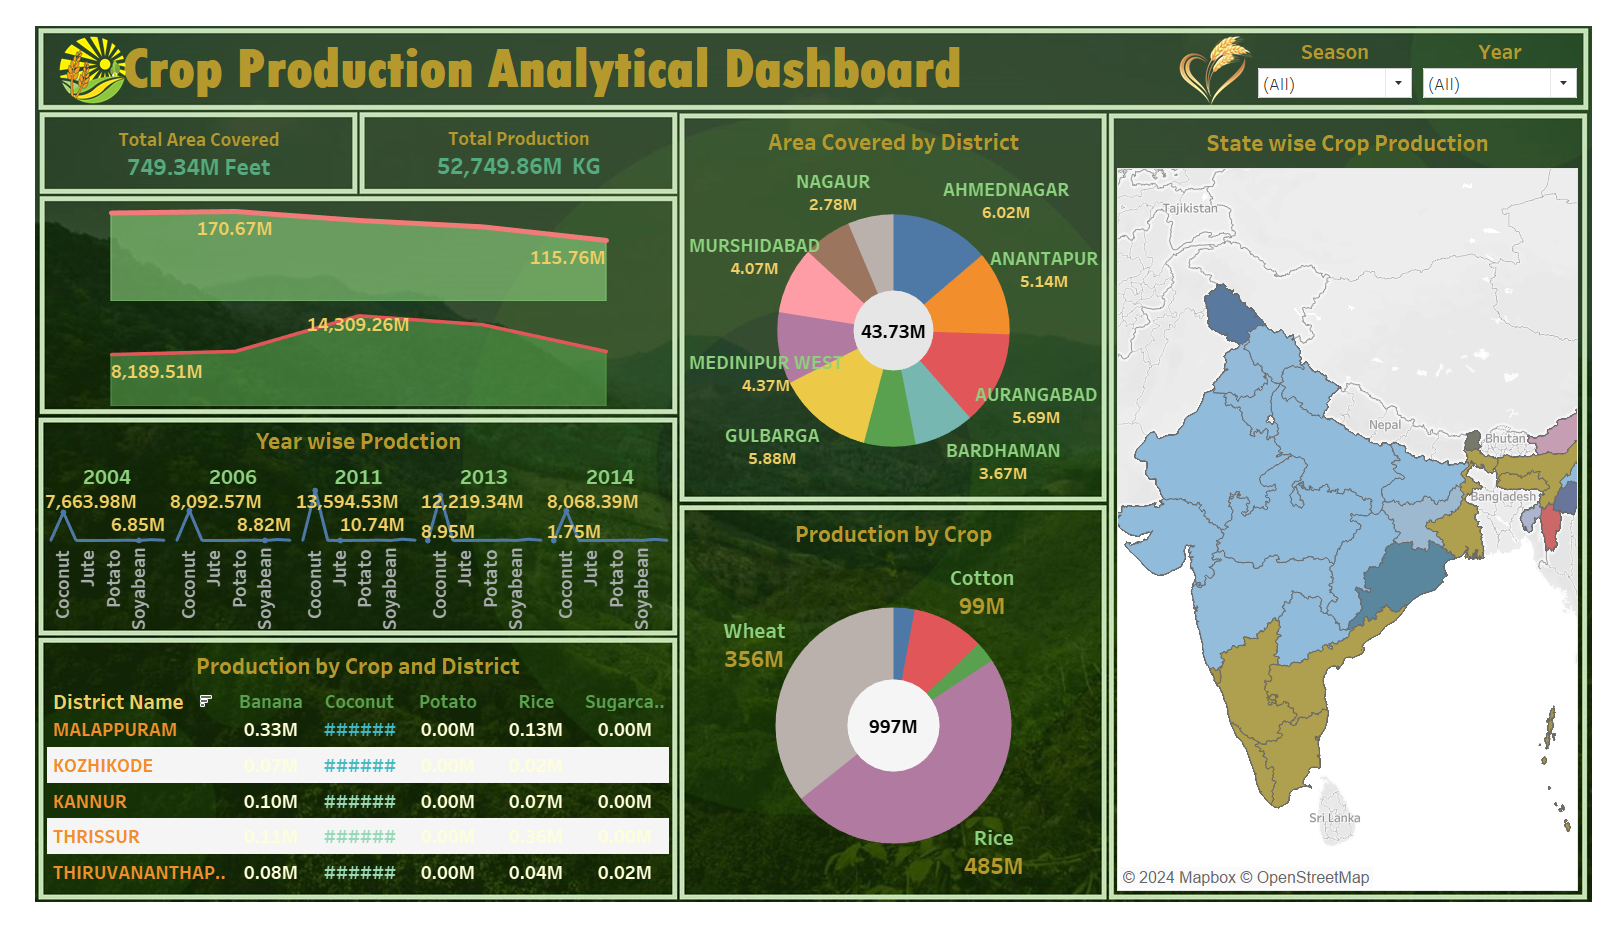 Crop Production Analytical Dashboard
Season
(All)
Year
(All)
Total Area Covered
749.34M Feet
Total Production
52,749.86M  KG
170.67M
115.76M
14,309.26M
8,189.51M
Year wise Prodction
2004 2006 2011 2013 2014
7,663.98M 8,092.57M 13,594.53M 12,219.34M 8,068.39M
6.85M 8.82M 10.74M 8.95M 1.75M
Coconut Jute Potato Soyabean Coconut Jute Potato Soyabean Coconut Jute Potato Soyabean Coconut Jute Potato Soyabean Coconut Jute Potato Soyabean
Production by Crop and District
District Name Banana Coconut Potato Rice Sugarca..
MALAPPURAM 0.33M ###### 0.00M 0.13M 0.00M
KOZHIKODE 0.07M ###### 0.00M 0.02M
KANNUR 0.10M ###### 0.00M 0.07M 0.00M
THRISSUR 0.11M ###### 0.00M 0.36M 0.00M
THIRUVANANTHAP.. 0.08M ###### 0.00M 0.04M 0.02M
Area Covered by District
NAGAUR
2.78M
AHMEDNAGAR
6.02M
MURSHIDABAD
4.07M
ANANTAPUR
5.14M
43.73M
MEDINIPUR WEST
4.37M
AURANGABAD
5.69M
GULBARGA
5.88M
BARDHAMAN
3.67M
Production by Crop
Cotton
99M
Wheat
356M
997M
Rice
485M
State wise Crop Production
Tajikistan
Nepal
Bhutan
Bangladesh
Sri Lanka
© 2024 Mapbox © OpenStreetMap